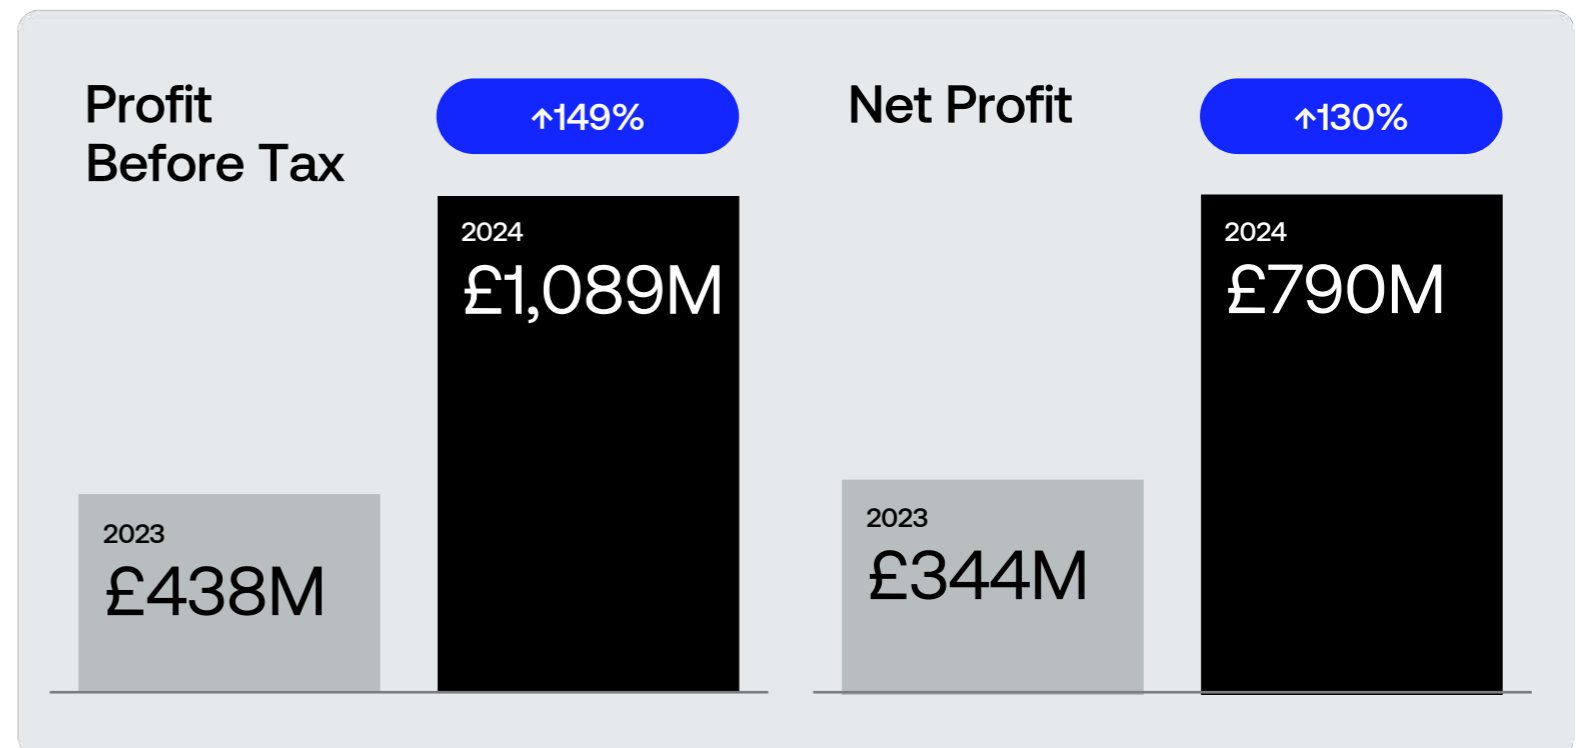 Profit
Before Tax
↑149%
2024
£1,089M
2023
£438M
Net Profit
↑130%
2024
£790M
2023
£344M